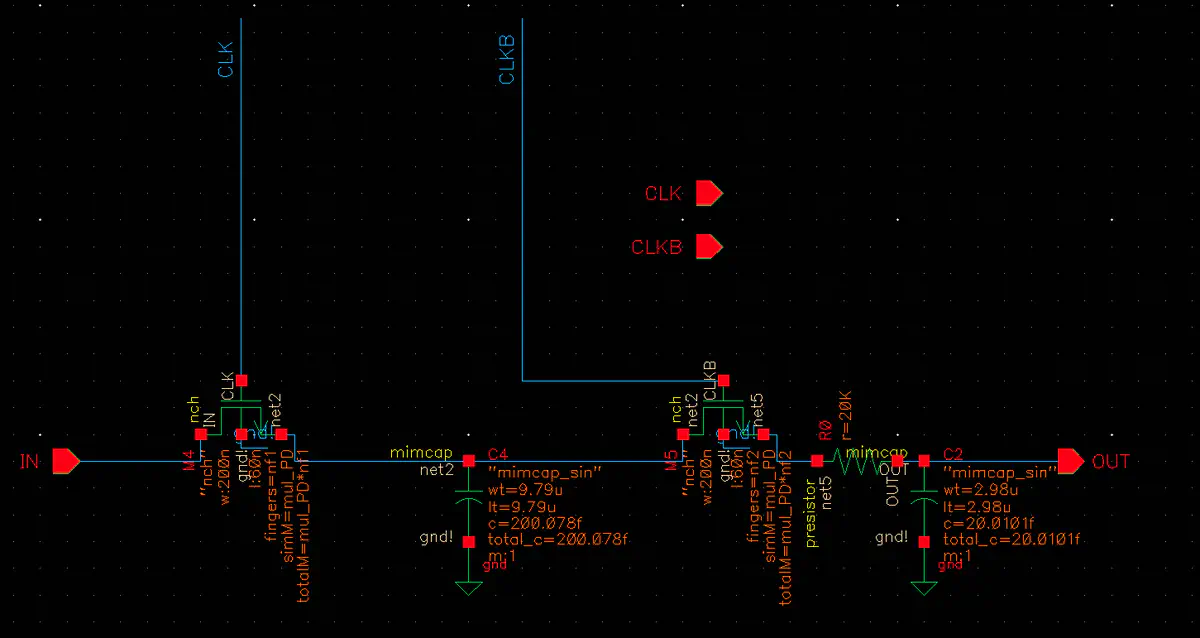 CLK
CLKB
CLK
CLKB
IN
nch
IN
CLK
net2
M4
"nch"
w:200n
gnd!
l:60n
fingers=nf1
simM=mul_PD
totalM=mul_PD*nf1
mimcap
net2
C4
"mimcap_sin"
wt=9.79u
lt=9.79u
c=200.078f
total_c=200.078f
m:1
gnd!
gnd
nch
net2
CLKB
net5
M5
"nch"
w:200n
gnd!
l:60n
fingers=nf2
simM=mul_PD
totalM=mul_PD*nf2
R0
r=20K
presistor
net5
OUT
mimcap
OUT
C2
"mimcap_sin"
wt=2.98u
lt=2.98u
c=20.0101f
total_c=20.0101f
m:1
gnd!
gnd
OUT